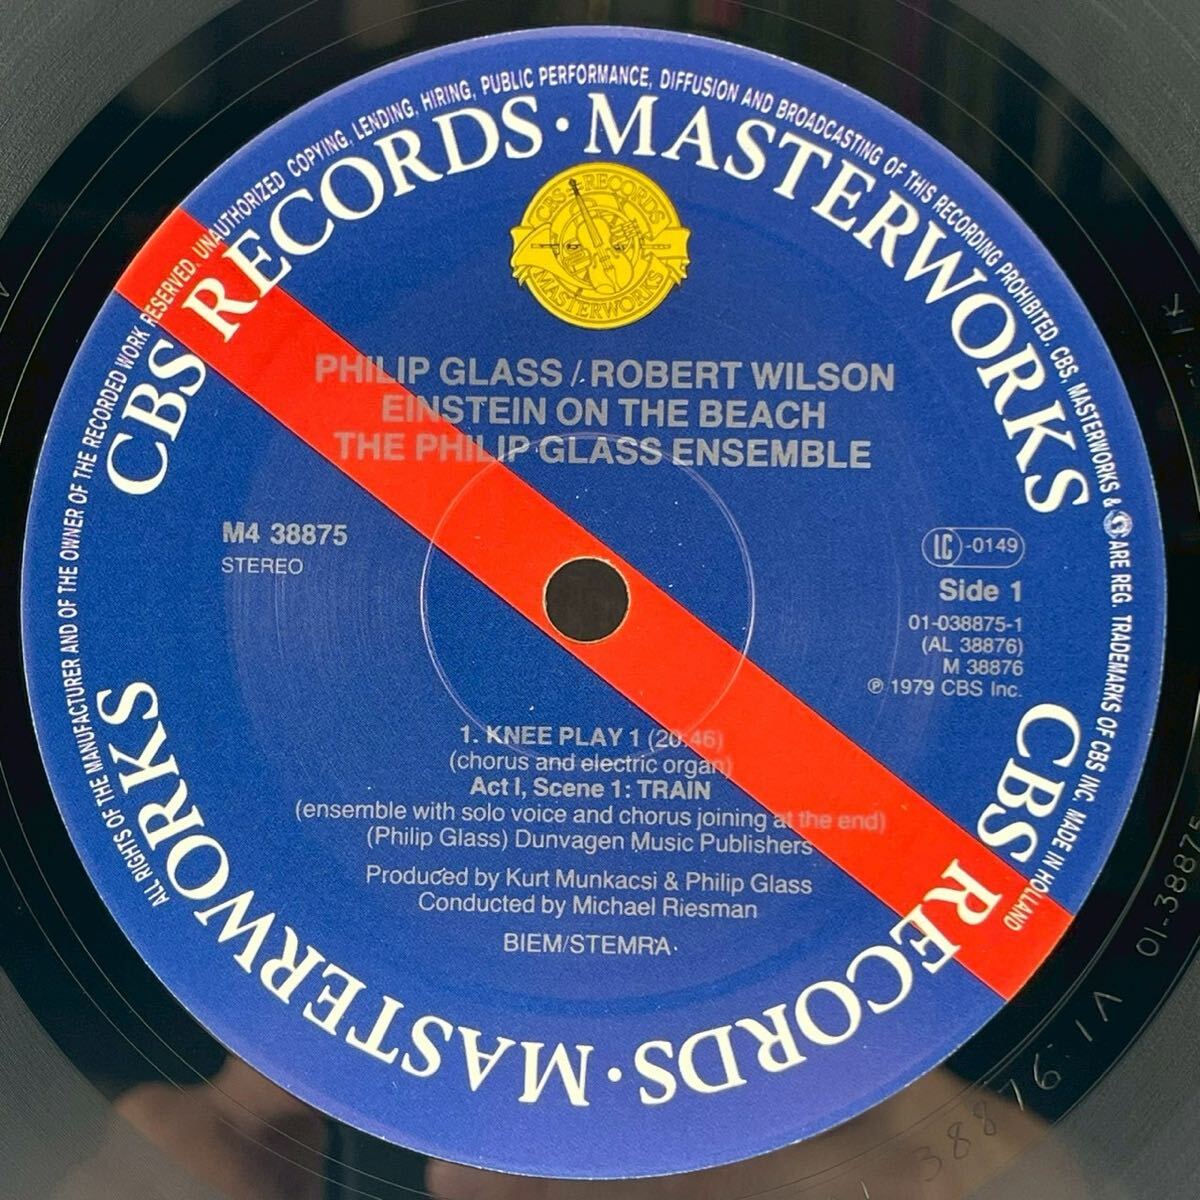 ALL RIGHTS OF THE MANUFACTURER AND OF THE OWNER OF THE RECORDED WORK RESERVED. UNAUTHORIZED COPYING, LENDING, HIRING, PUBLIC PERFORMANCE, DIFFUSION AND BROADCASTING OF THIS RECORDING PROHIBITED. CBS, MASTERWORKS & ARE REG. TRADEMARKS OF CBS INC. MADE IN HOLLAND
CBS RECORDS · MASTERWORKS
CBS RECORDS · MASTERWORKS
CBS RECORDS
MASTERWORKS
PHILIP GLASS / ROBERT WILSON
EINSTEIN ON THE BEACH
THE PHILIP GLASS ENSEMBLE
M4 38875
STEREO
LC -0149
Side 1
01-038875-1
(AL 38876)
M 38876
℗ 1979 CBS Inc.
1. KNEE PLAY 1 (20:46)
(chorus and electric organ)
Act I, Scene 1: TRAIN
(ensemble with solo voice and chorus joining at the end)
(Philip Glass) Dunvagen Music Publishers
Produced by Kurt Munkacsi & Philip Glass
Conducted by Michael Riesman
BIEM/STEMRA
01-38875
38876·1A